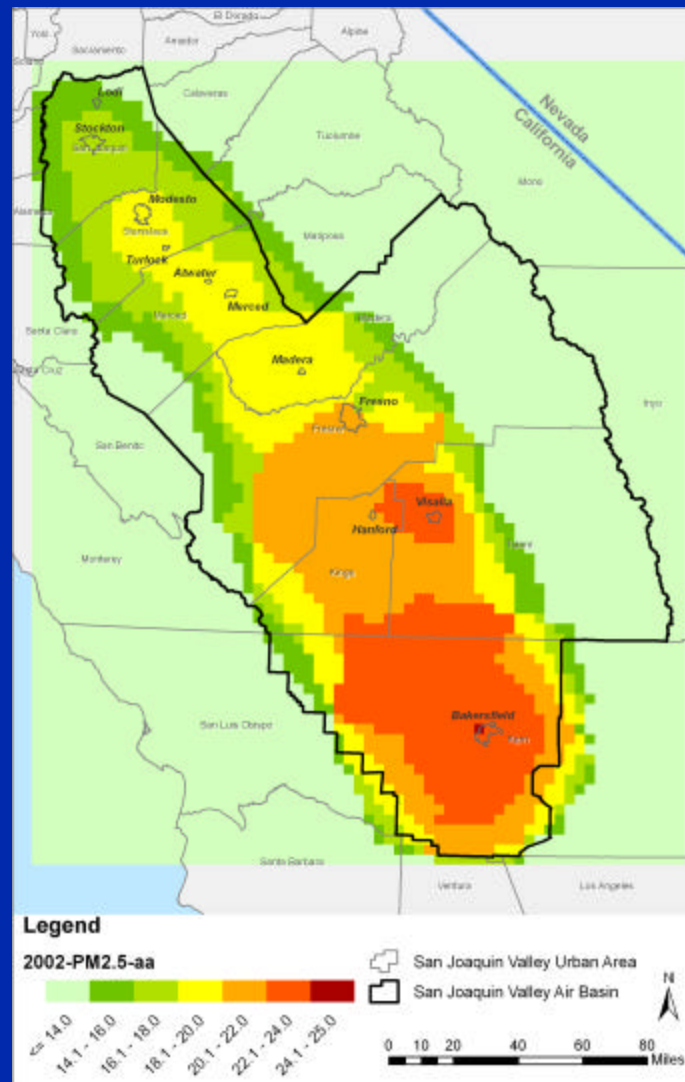 El Dorado
Yolo
Sacramento
Amador
Alpine
Solano
Lodi
Calaveras
Nevada
California
Stockton
San Joaquin
Tuolumne
Mono
Alameda
Modesto
Stanislaus
Mariposa
Turlock
Atwater
Merced
Merced
Madera
Santa Clara
Madera
Santa Cruz
Fresno
Inyo
Fresno
San Benito
Visalia
Hanford
Tulare
Monterey
Kings
San Luis Obispo
Bakersfield
Kern
Santa Barbara
Ventura
Los Angeles
Legend
2002-PM2.5-aa
<= 14.0
14.1 - 16.0
16.1 - 18.0
18.1 - 20.0
20.1 - 22.0
22.1 - 24.0
24.1 - 25.0
San Joaquin Valley Urban Area
San Joaquin Valley Air Basin
N
0 10 20 40 60 80
Miles